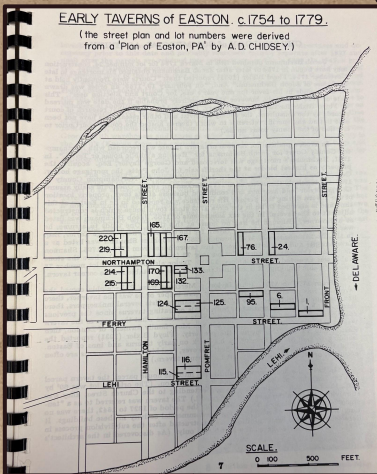 EARLY TAVERNS of EASTON. c.1754 to 1779.
(the street plan and lot numbers were derived
from a 'Plan of Easton, PA' by A.D. CHIDSEY.)
STREET.
STREET.
STREET.
165.
220
167.
219
76.
24.
NORTHAMPTON
STREET.
214
170
133.
215
169
132.
DELAWARE.
124
125.
95.
6.
1.
FRONT
FERRY
STREET.
HAMILTON
POMFRET
116.
115.
LEHI
STREET.
LEHI
N
7
SCALE.
0 100 500 FEET.